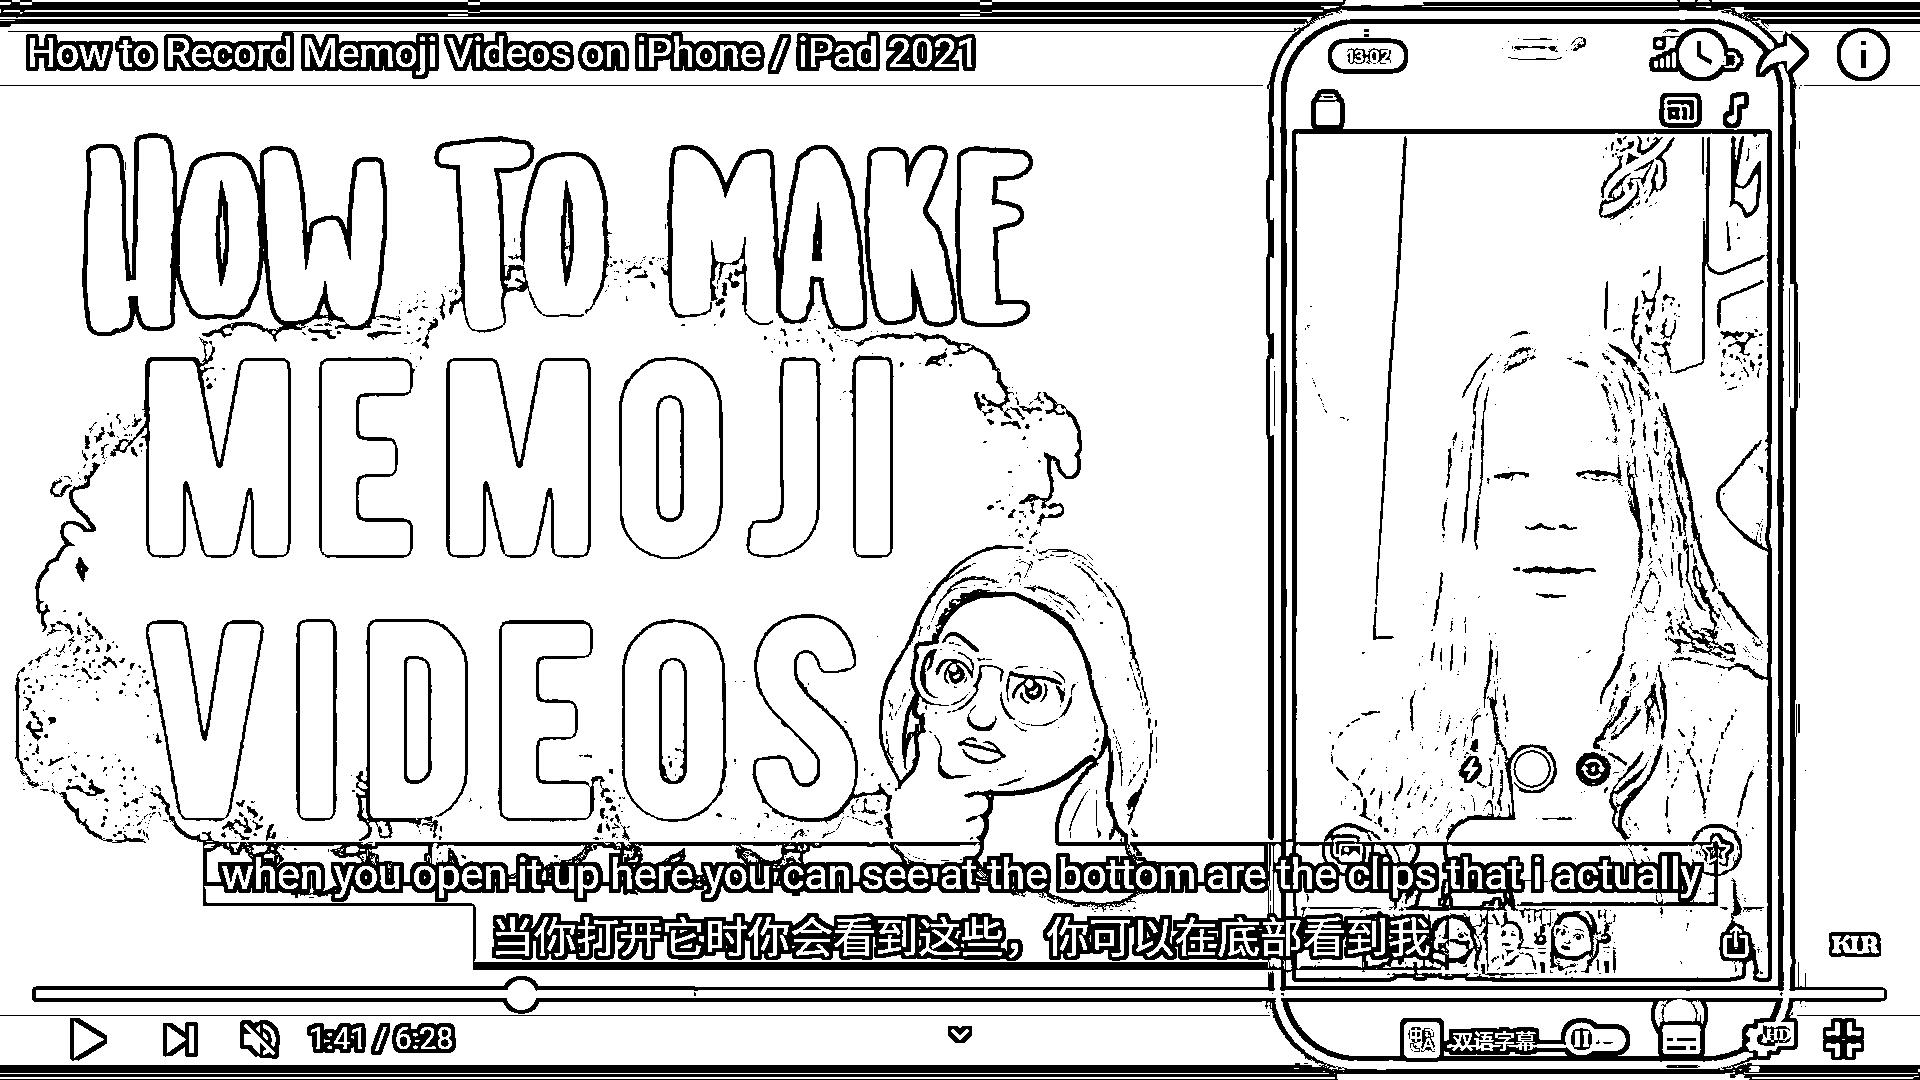 How to Record Memoji Videos on iPhone / iPad 2021
13:02
HOW TO MAKE
MEMOJI
VIDEOS
when you open it up here you can see at the bottom are the clips that i actually
当你打开它时你会看到这些，你可以在底部看到我
KIR
1:41 / 6:28
双语字幕
HD